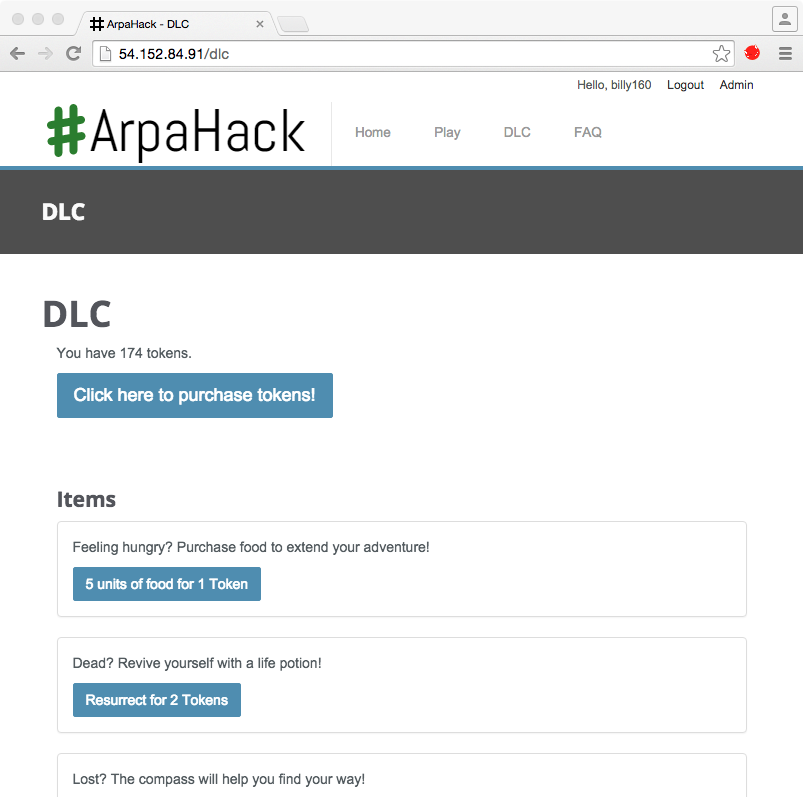 ArpaHack - DLC
54.152.84.91/dlc
Hello, billy160 Logout Admin
#ArpaHack Home Play DLC FAQ
DLC
DLC
You have 174 tokens.
Click here to purchase tokens!
Items
Feeling hungry? Purchase food to extend your adventure!
5 units of food for 1 Token
Dead? Revive yourself with a life potion!
Resurrect for 2 Tokens
Lost? The compass will help you find your way!